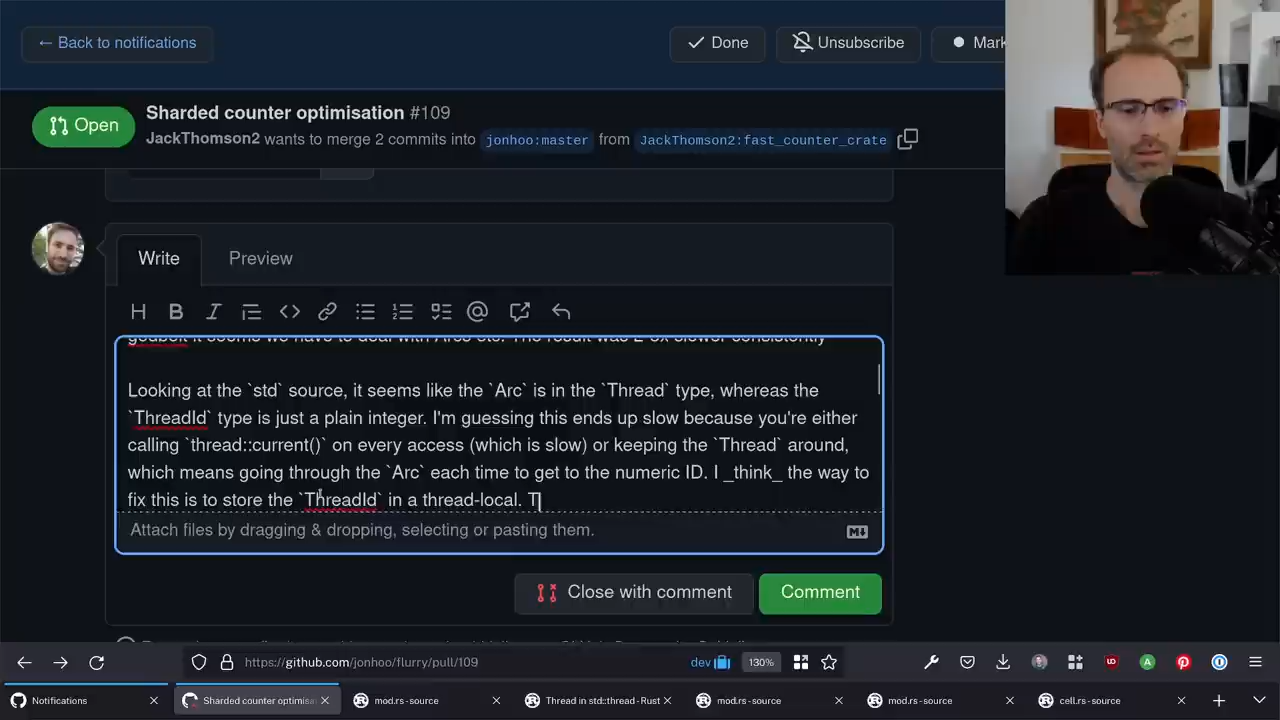 ← Back to notifications
Done
Unsubscribe
Mark
Open
Sharded counter optimisation #109
JackThomson2 wants to merge 2 commits into jonhoo:master from JackThomson2:fast_counter_crate
Write
Preview
Looking at the `std` source, it seems like the `Arc` is in the `Thread` type, whereas the
`ThreadId` type is just a plain integer. I'm guessing this ends up slow because you're either
calling `thread::current()` on every access (which is slow) or keeping the `Thread` around,
which means going through the `Arc` each time to get to the numeric ID. I _think_ the way to
fix this is to store the `ThreadId` in a thread-local. T
Attach files by dragging & dropping, selecting or pasting them.
Close with comment
Comment
https://github.com/jonhoo/flurry/pull/109
dev
130%
Notifications
Sharded counter optimisa
mod.rs - source
Thread in std::thread - Rust
mod.rs - source
mod.rs - source
cell.rs - source